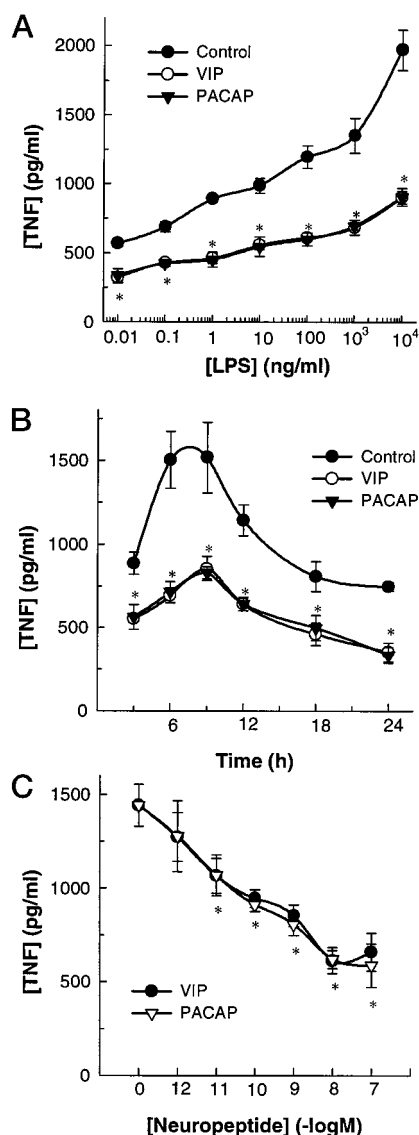 A
Control
VIP
PACAP
2000
1500
1000
500
0
[TNF] (pg/ml)
0.01 0.1 1 10 100 10³ 10⁴
[LPS] (ng/ml)
*
*
*
*
*
*
*
B
Control
VIP
PACAP
1500
1000
500
0
[TNF] (pg/ml)
6 12 18 24
Time (h)
*
*
*
*
*
*
C
1500
1000
500
0
[TNF] (pg/ml)
VIP
PACAP
0 12 11 10 9 8 7
[Neuropeptide] (-logM)
*
*
*
*
*